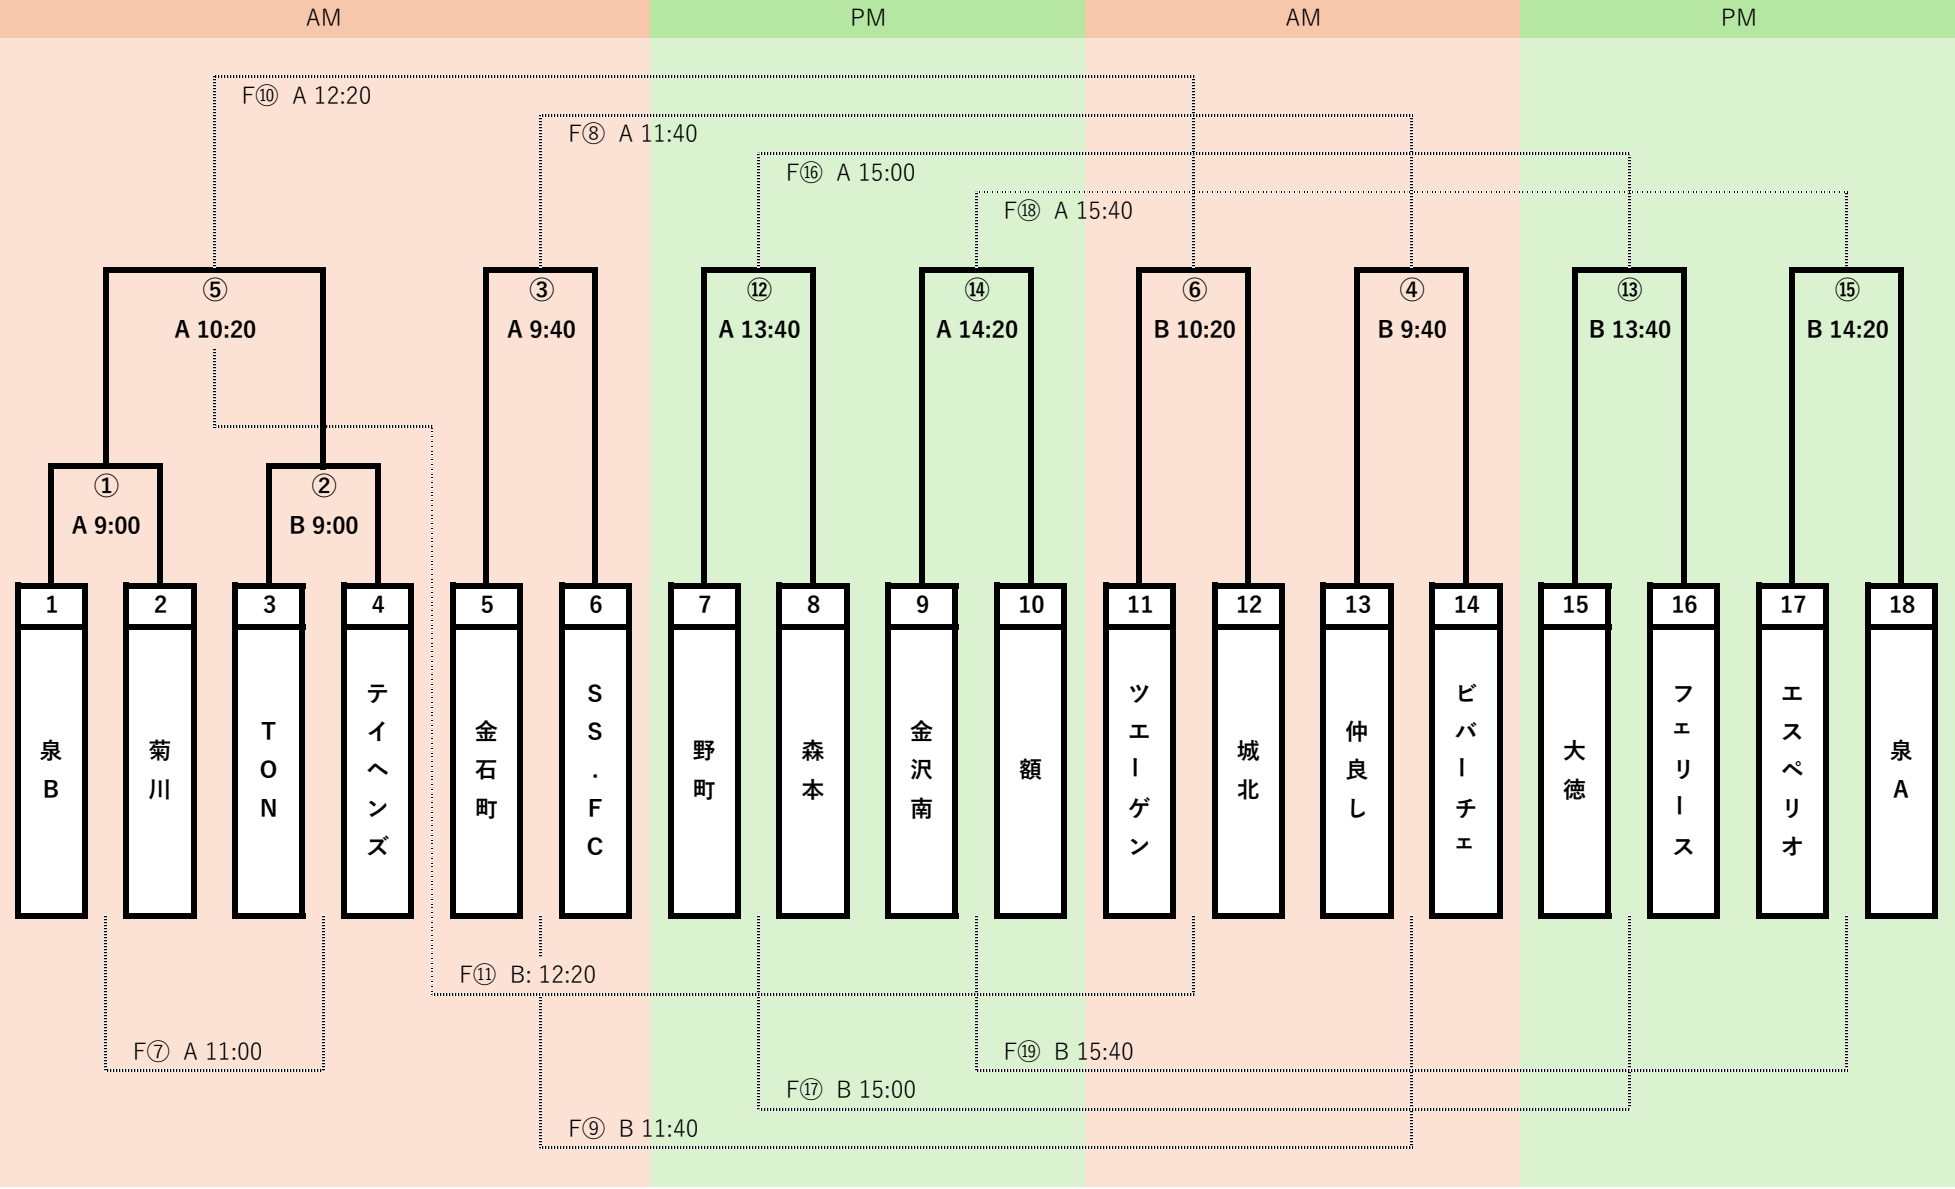 AM
PM
AM
PM
F⑩ A 12:20
F⑧ A 11:40
F⑯ A 15:00
F⑱ A 15:40
⑤
A 10:20
③
A 9:40
⑫
A 13:40
⑭
A 14:20
⑥
B 10:20
④
B 9:40
⑬
B 13:40
⑮
B 14:20
①
A 9:00
②
B 9:00
1
2
3
4
5
6
7
8
9
10
11
12
13
14
15
16
17
18
泉B
菊川
TON
テイヘンズ
金石町
SS.FC
野町
森本
金沢南
額
ツエーゲン
城北
仲良し
ビバーチェ
大徳
フェリース
エスペリオ
泉A
F⑪ B: 12:20
F⑦ A 11:00
F⑲ B 15:40
F⑰ B 15:00
F⑨ B 11:40